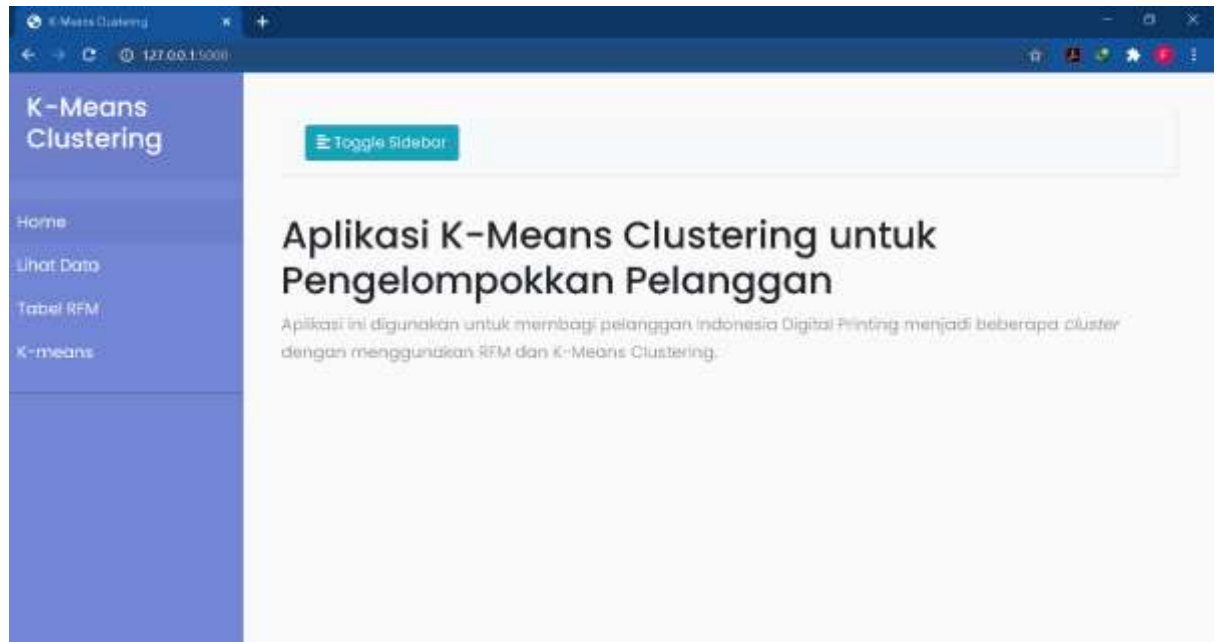 K-Means Clustering
127.0.0.1:5000
K-Means
Clustering
Toggle Sidebar
Home
Lihat Data
Tabel RFM
K-means
Aplikasi K-Means Clustering untuk
Pengelompokkan Pelanggan
Aplikasi ini digunakan untuk membagi pelanggan Indonesia Digital Printing menjadi beberapa cluster
dengan menggunakan RFM dan K-Means Clustering.